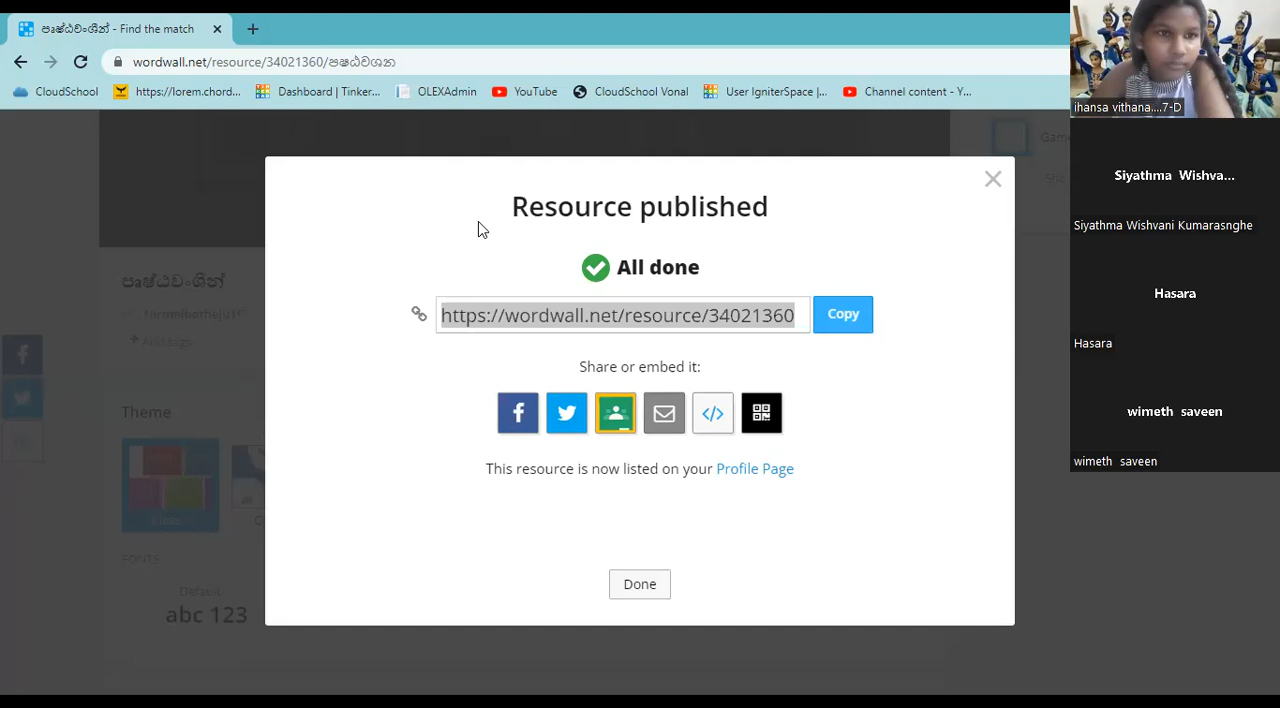 පෘෂ්ඨවංශීන් - Find the match
wordwall.net/resource/34021360/පෂඨවශන
CloudSchool
https://lorem.chord...
Dashboard | Tinker...
OLEXAdmin
YouTube
CloudSchool Vonal
User IgniterSpace |...
Channel content - Y...
ihansa vithana....7-D
Siyathma Wishva...
Siyathma Wishvani Kumarasnghe
Hasara
Hasara
wimeth saveen
wimeth saveen
Resource published
All done
https://wordwall.net/resource/34021360
Copy
Share or embed it:
This resource is now listed on your Profile Page
Done
පෘෂ්ඨවංශීන්
Theme
FONTS
Default
abc 123